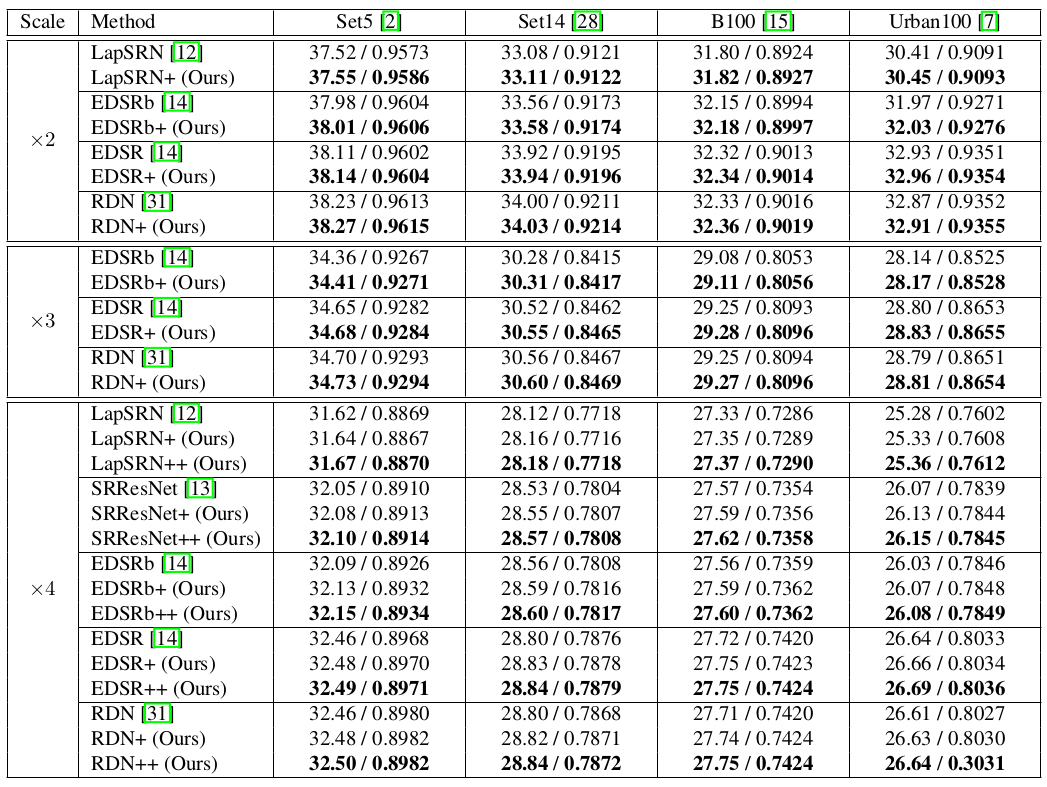 Scale Method Set5 [2] Set14 [28] B100 [15] Urban100 [7]
LapSRN [12] 37.52 / 0.9573 33.08 / 0.9121 31.80 / 0.8924 30.41 / 0.9091
LapSRN+ (Ours) 37.55 / 0.9586 33.11 / 0.9122 31.82 / 0.8927 30.45 / 0.9093
EDSRb [14] 37.98 / 0.9604 33.56 / 0.9173 32.15 / 0.8994 31.97 / 0.9271
EDSRb+ (Ours) 38.01 / 0.9606 33.58 / 0.9174 32.18 / 0.8997 32.03 / 0.9276
×2
EDSR [14] 38.11 / 0.9602 33.92 / 0.9195 32.32 / 0.9013 32.93 / 0.9351
EDSR+ (Ours) 38.14 / 0.9604 33.94 / 0.9196 32.34 / 0.9014 32.96 / 0.9354
RDN [31] 38.23 / 0.9613 34.00 / 0.9211 32.33 / 0.9016 32.87 / 0.9352
RDN+ (Ours) 38.27 / 0.9615 34.03 / 0.9214 32.36 / 0.9019 32.91 / 0.9355
EDSRb [14] 34.36 / 0.9267 30.28 / 0.8415 29.08 / 0.8053 28.14 / 0.8525
EDSRb+ (Ours) 34.41 / 0.9271 30.31 / 0.8417 29.11 / 0.8056 28.17 / 0.8528
EDSR [14] 34.65 / 0.9282 30.52 / 0.8462 29.25 / 0.8093 28.80 / 0.8653
×3
EDSR+ (Ours) 34.68 / 0.9284 30.55 / 0.8465 29.28 / 0.8096 28.83 / 0.8655
RDN [31] 34.70 / 0.9293 30.56 / 0.8467 29.25 / 0.8094 28.79 / 0.8651
RDN+ (Ours) 34.73 / 0.9294 30.60 / 0.8469 29.27 / 0.8096 28.81 / 0.8654
LapSRN [12] 31.62 / 0.8869 28.12 / 0.7718 27.33 / 0.7286 25.28 / 0.7602
LapSRN+ (Ours) 31.64 / 0.8867 28.16 / 0.7716 27.35 / 0.7289 25.33 / 0.7608
LapSRN++ (Ours) 31.67 / 0.8870 28.18 / 0.7718 27.37 / 0.7290 25.36 / 0.7612
SRResNet [13] 32.05 / 0.8910 28.53 / 0.7804 27.57 / 0.7354 26.07 / 0.7839
SRResNet+ (Ours) 32.08 / 0.8913 28.55 / 0.7807 27.59 / 0.7356 26.13 / 0.7844
SRResNet++ (Ours) 32.10 / 0.8914 28.57 / 0.7808 27.62 / 0.7358 26.15 / 0.7845
EDSRb [14] 32.09 / 0.8926 28.56 / 0.7808 27.56 / 0.7359 26.03 / 0.7846
×4 EDSRb+ (Ours) 32.13 / 0.8932 28.59 / 0.7816 27.59 / 0.7362 26.07 / 0.7848
EDSRb++ (Ours) 32.15 / 0.8934 28.60 / 0.7817 27.60 / 0.7362 26.08 / 0.7849
EDSR [14] 32.46 / 0.8968 28.80 / 0.7876 27.72 / 0.7420 26.64 / 0.8033
EDSR+ (Ours) 32.48 / 0.8970 28.83 / 0.7878 27.75 / 0.7423 26.66 / 0.8034
EDSR++ (Ours) 32.49 / 0.8971 28.84 / 0.7879 27.75 / 0.7424 26.69 / 0.8036
RDN [31] 32.46 / 0.8980 28.80 / 0.7868 27.71 / 0.7420 26.61 / 0.8027
RDN+ (Ours) 32.48 / 0.8982 28.82 / 0.7871 27.74 / 0.7424 26.63 / 0.8030
RDN++ (Ours) 32.50 / 0.8982 28.84 / 0.7872 27.75 / 0.7424 26.64 / 0.3031